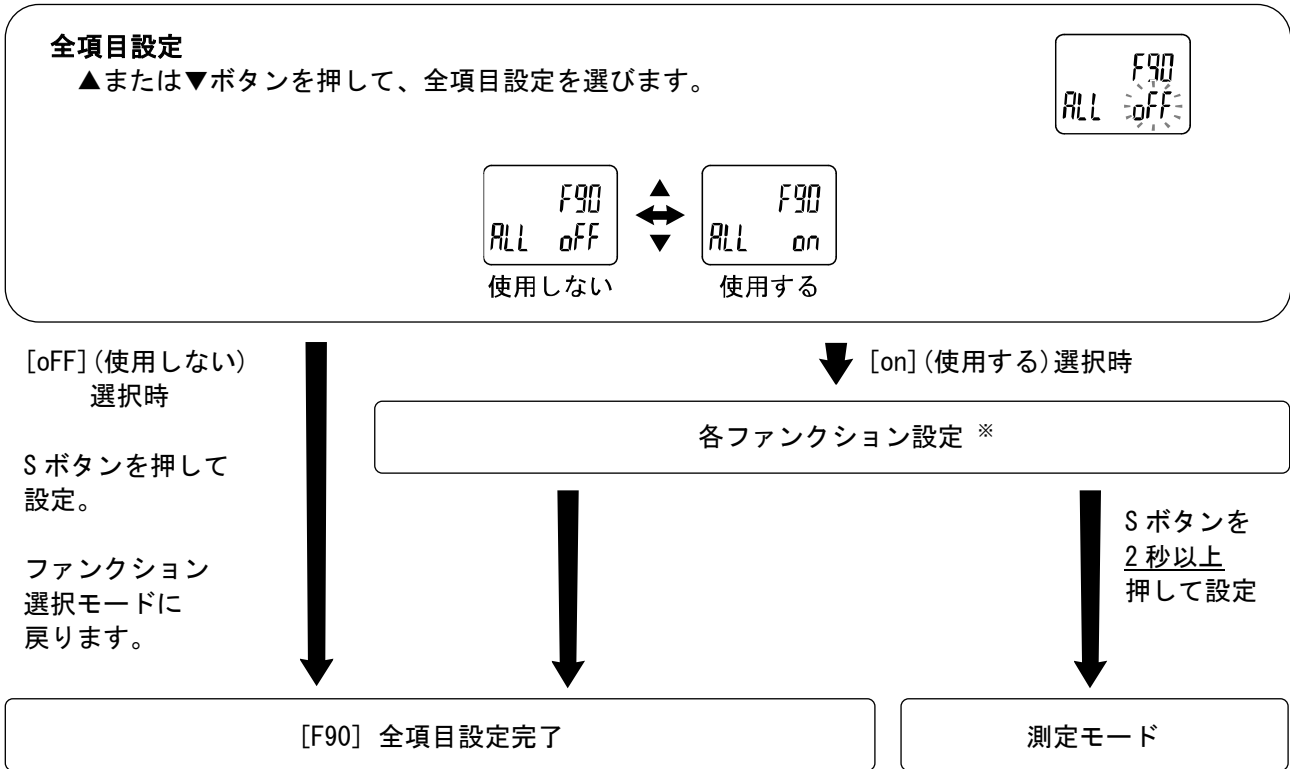 全項目設定
▲または▼ボタンを押して、全項目設定を選びます。
F90
ALL oFF
F90
ALL oFF
▲
▼
F90
ALL on
使用しない
使用する
[oFF](使用しない)
選択時
Sボタンを押して
設定。
ファンクション
選択モードに
戻ります。
[on](使用する)選択時
各ファンクション設定 ※
Sボタンを
2秒以上
押して設定
[F90] 全項目設定完了
測定モード